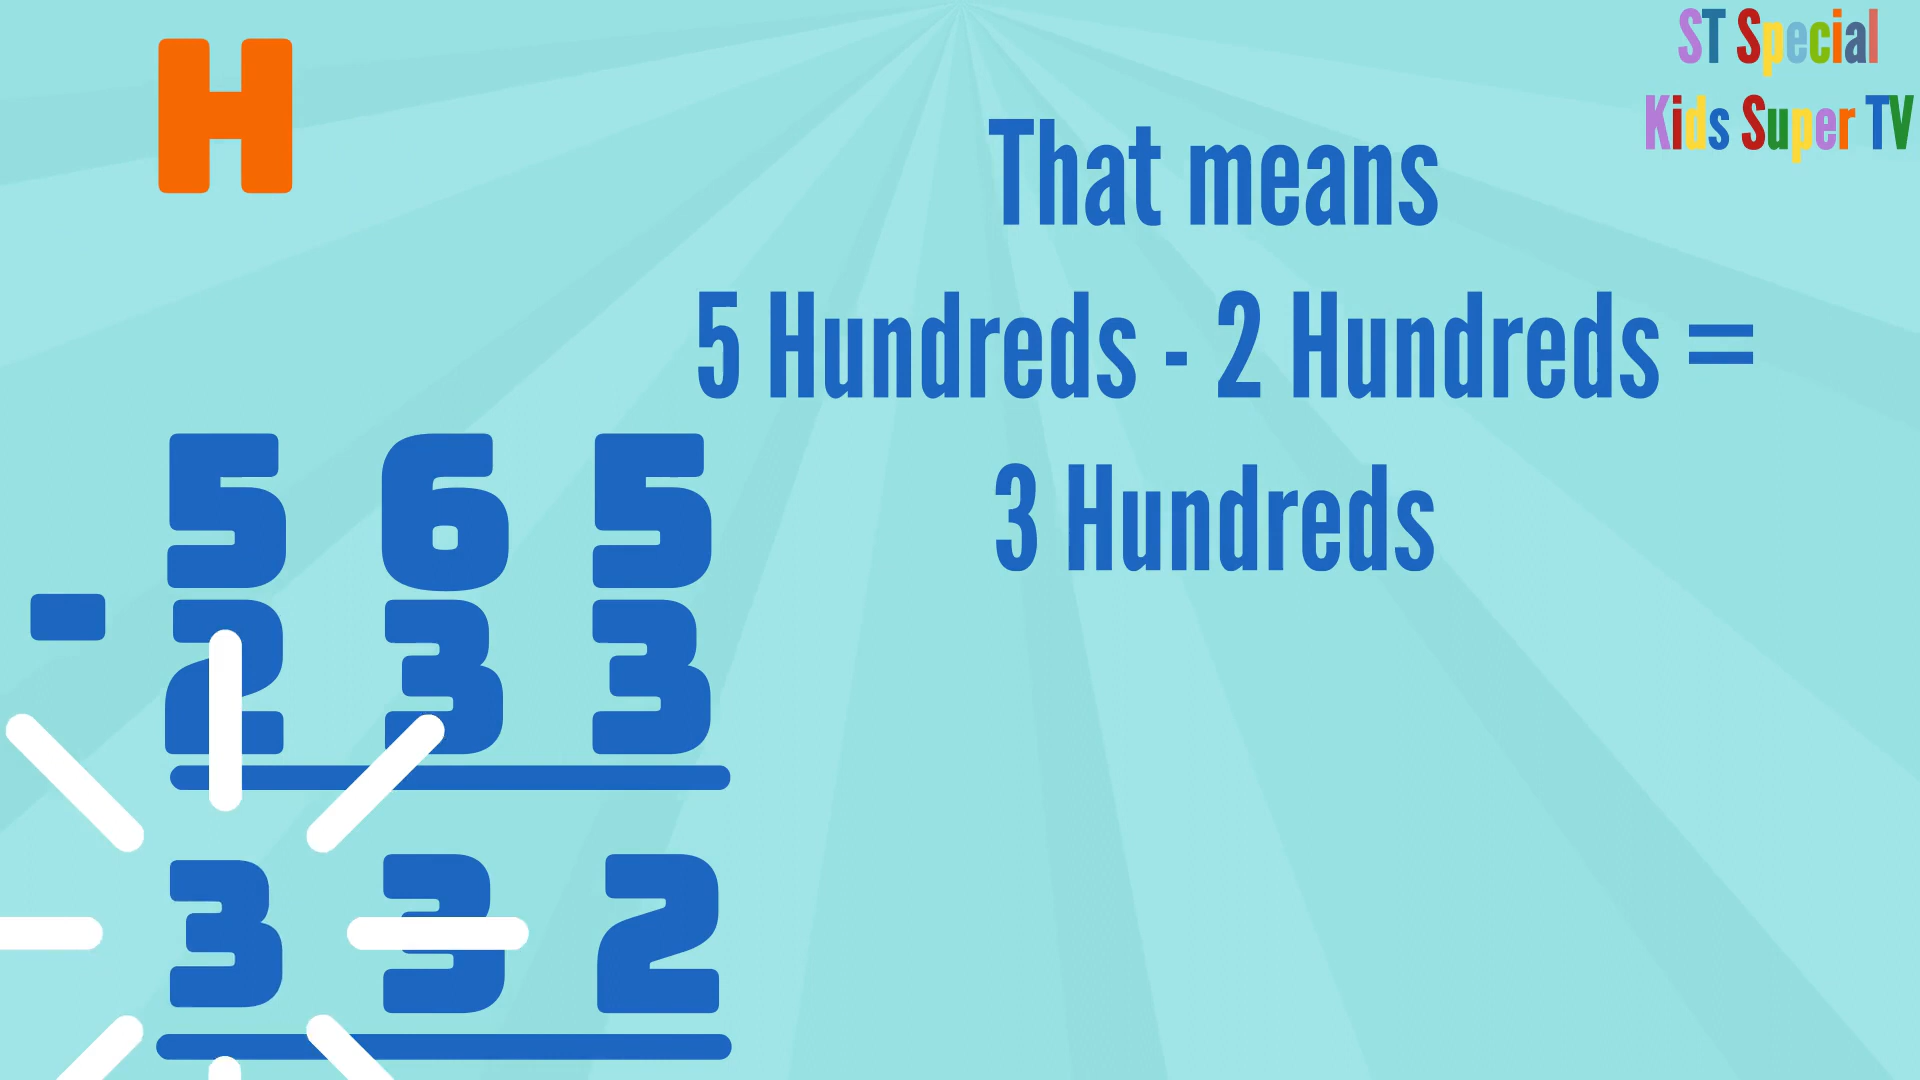 H
ST Special
Kids Super TV
That means
5 Hundreds - 2 Hundreds =
3 Hundreds
5 6 5
- 2 3 3
3 3 2